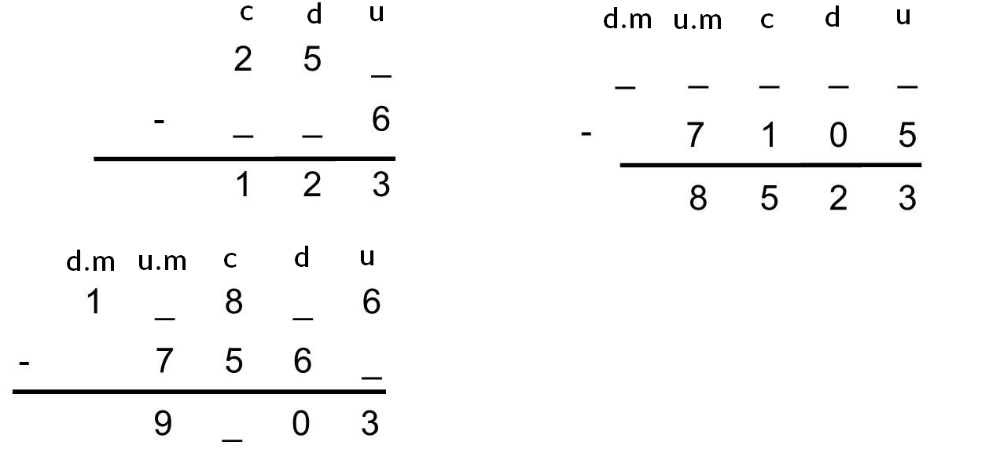 c d u
2 5 _
- _ _ 6
1 2 3
d.m u.m c d u
_ _ _ _ _
- 7 1 0 5
8 5 2 3
d.m u.m c d u
1 _ 8 _ 6
- 7 5 6 _
9 _ 0 3